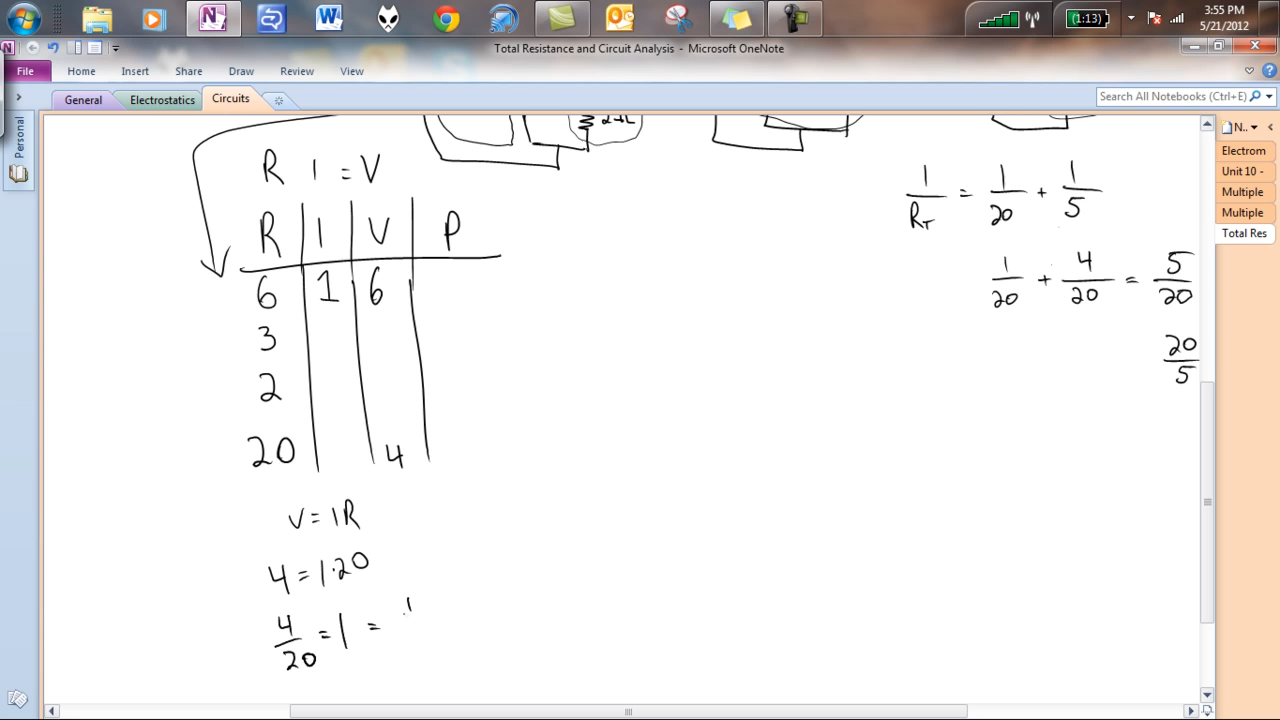 3:55 PM
(1:13)
5/21/2012
Total Resistance and Circuit Analysis - Microsoft OneNote
File Home Insert Share Draw Review View
General Electrostatics Circuits
Search All Notebooks (Ctrl+E)
Personal
N..
Electrom
Unit 10 -
Multiple
Multiple
Total Res
R I = V
R I V P
6 1 6
3
2
20 4
V = IR
4 = I·20
4/20 = I =
1/RT = 1/20 + 1/5
1/20 + 4/20 = 5/20
20/5